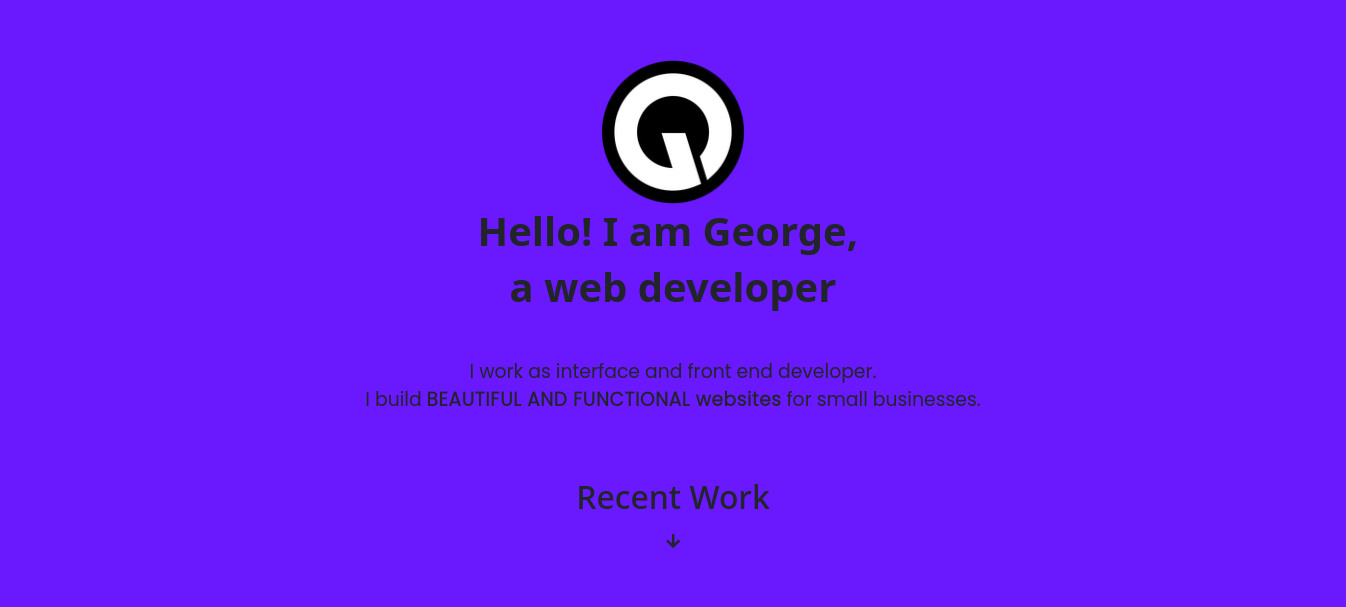 Hello! I am George,
a web developer
I work as interface and front end developer.
I build BEAUTIFUL AND FUNCTIONAL websites for small businesses.
Recent Work